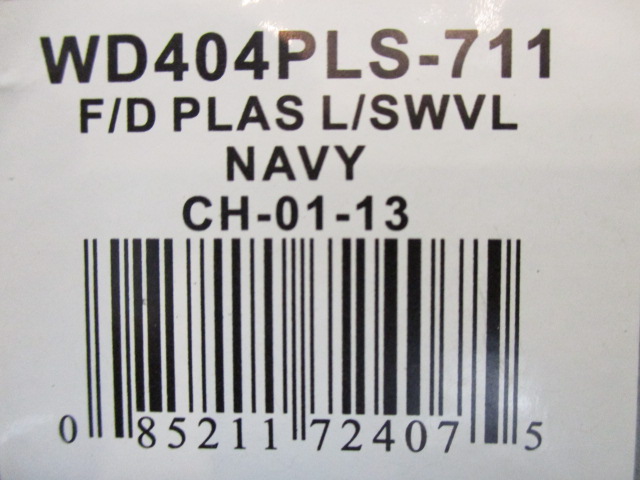 WD404PLS-711
F/D PLAS L/SWVL
NAVY
CH-01-13
0 85211 72407 5